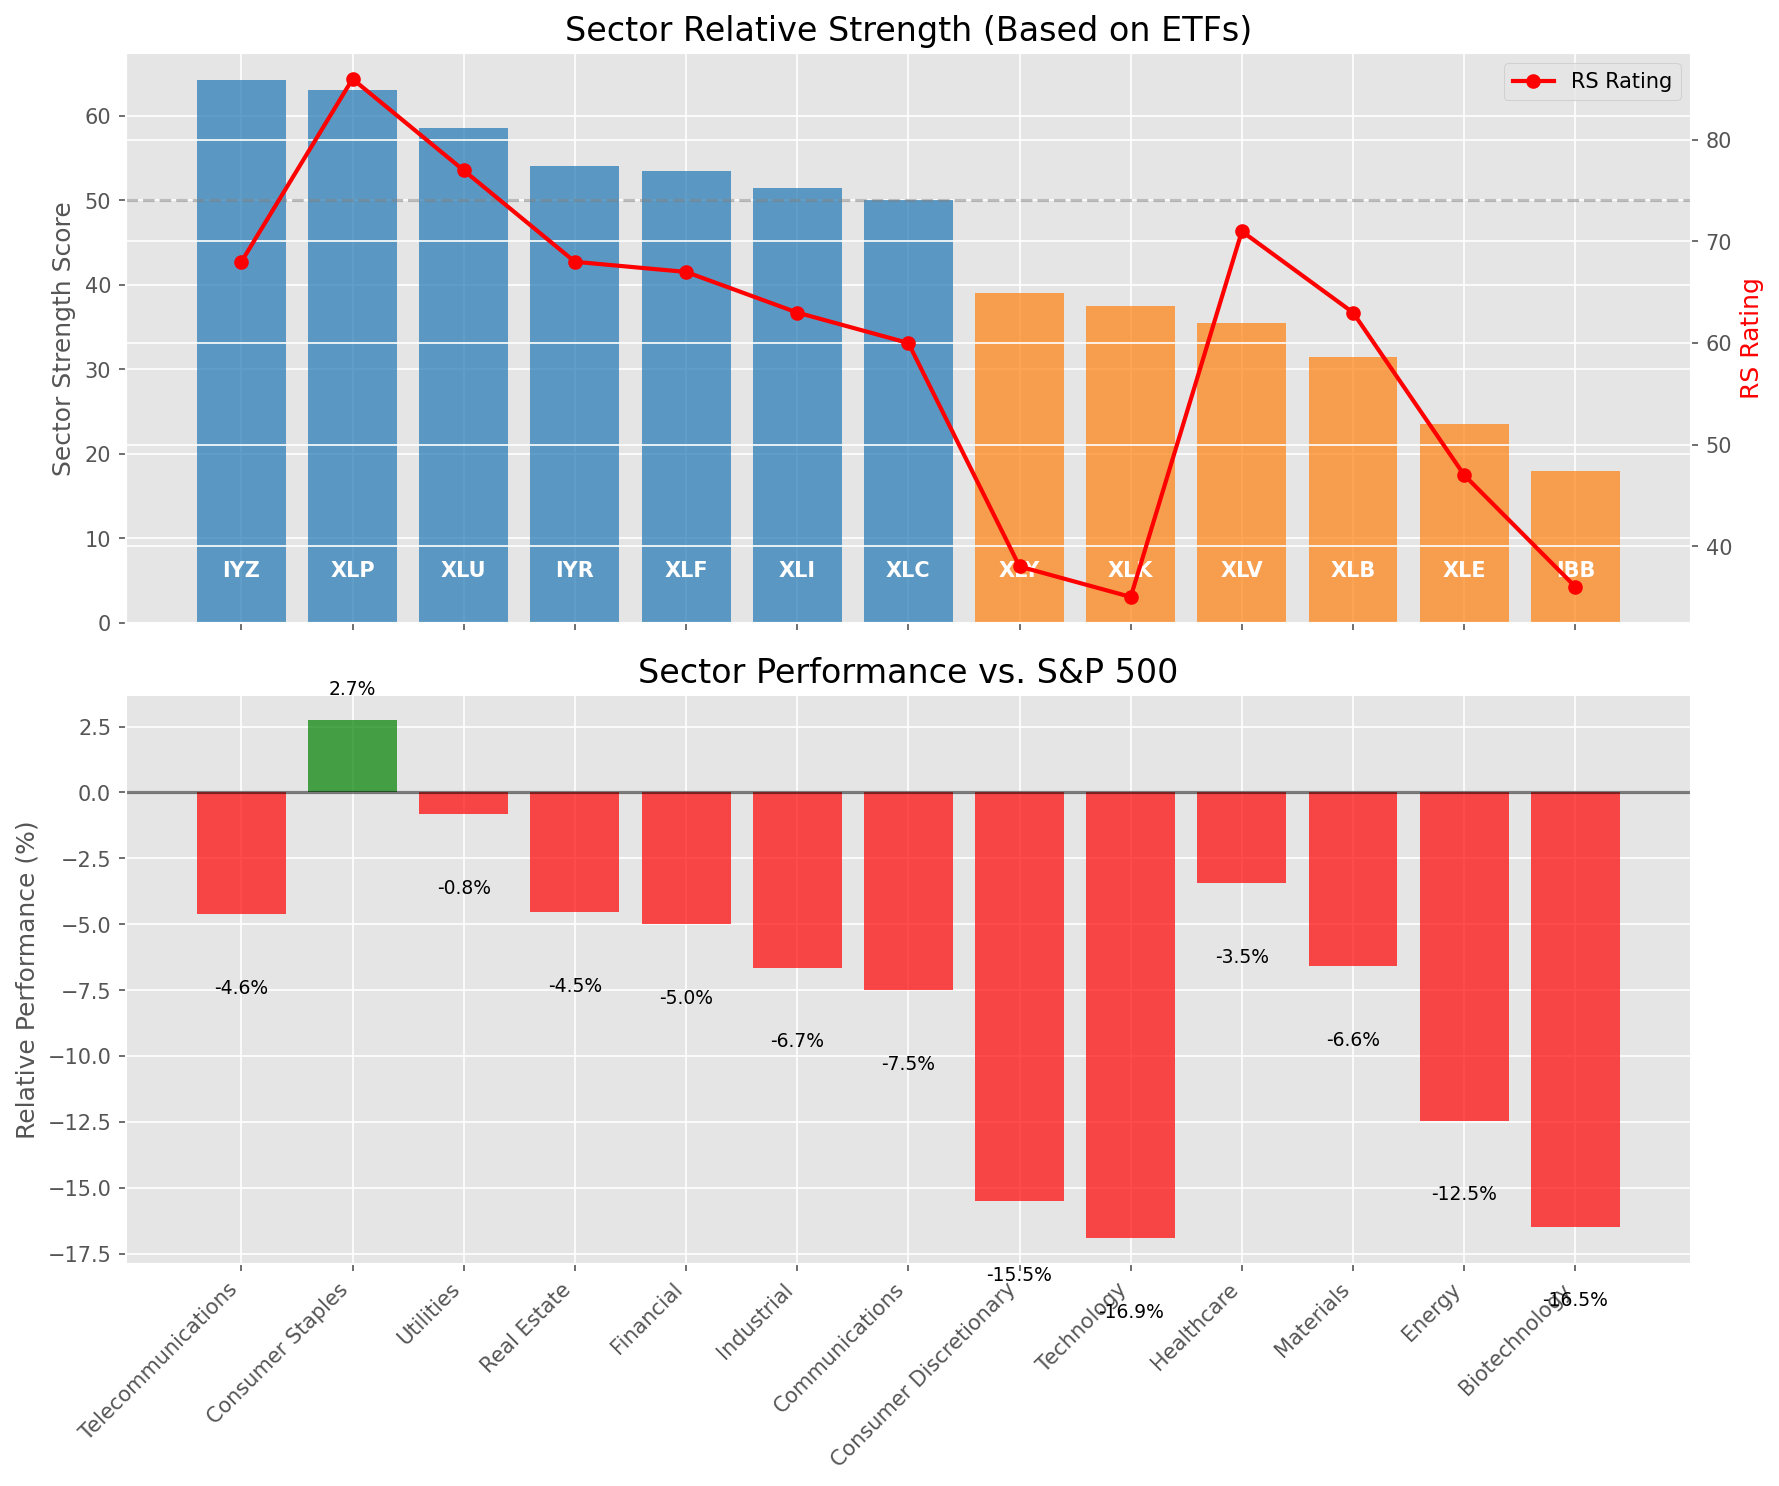 Sector Relative Strength (Based on ETFs)
RS Rating
Sector Strength Score
60
50
40
30
20
10
0
80
70
60
50
40
RS Rating
IYZ
XLP
XLU
IYR
XLF
XLI
XLC
XLY
XLK
XLV
XLB
XLE
IBB
Sector Performance vs. S&P 500
Relative Performance (%)
2.5
0.0
−2.5
−5.0
−7.5
−10.0
−12.5
−15.0
−17.5
-4.6%
2.7%
-0.8%
-4.5%
-5.0%
-6.7%
-7.5%
-15.5%
-16.9%
-3.5%
-6.6%
-12.5%
-16.5%
Telecommunications
Consumer Staples
Utilities
Real Estate
Financial
Industrial
Communications
Consumer Discretionary
Technology
Healthcare
Materials
Energy
Biotechnology